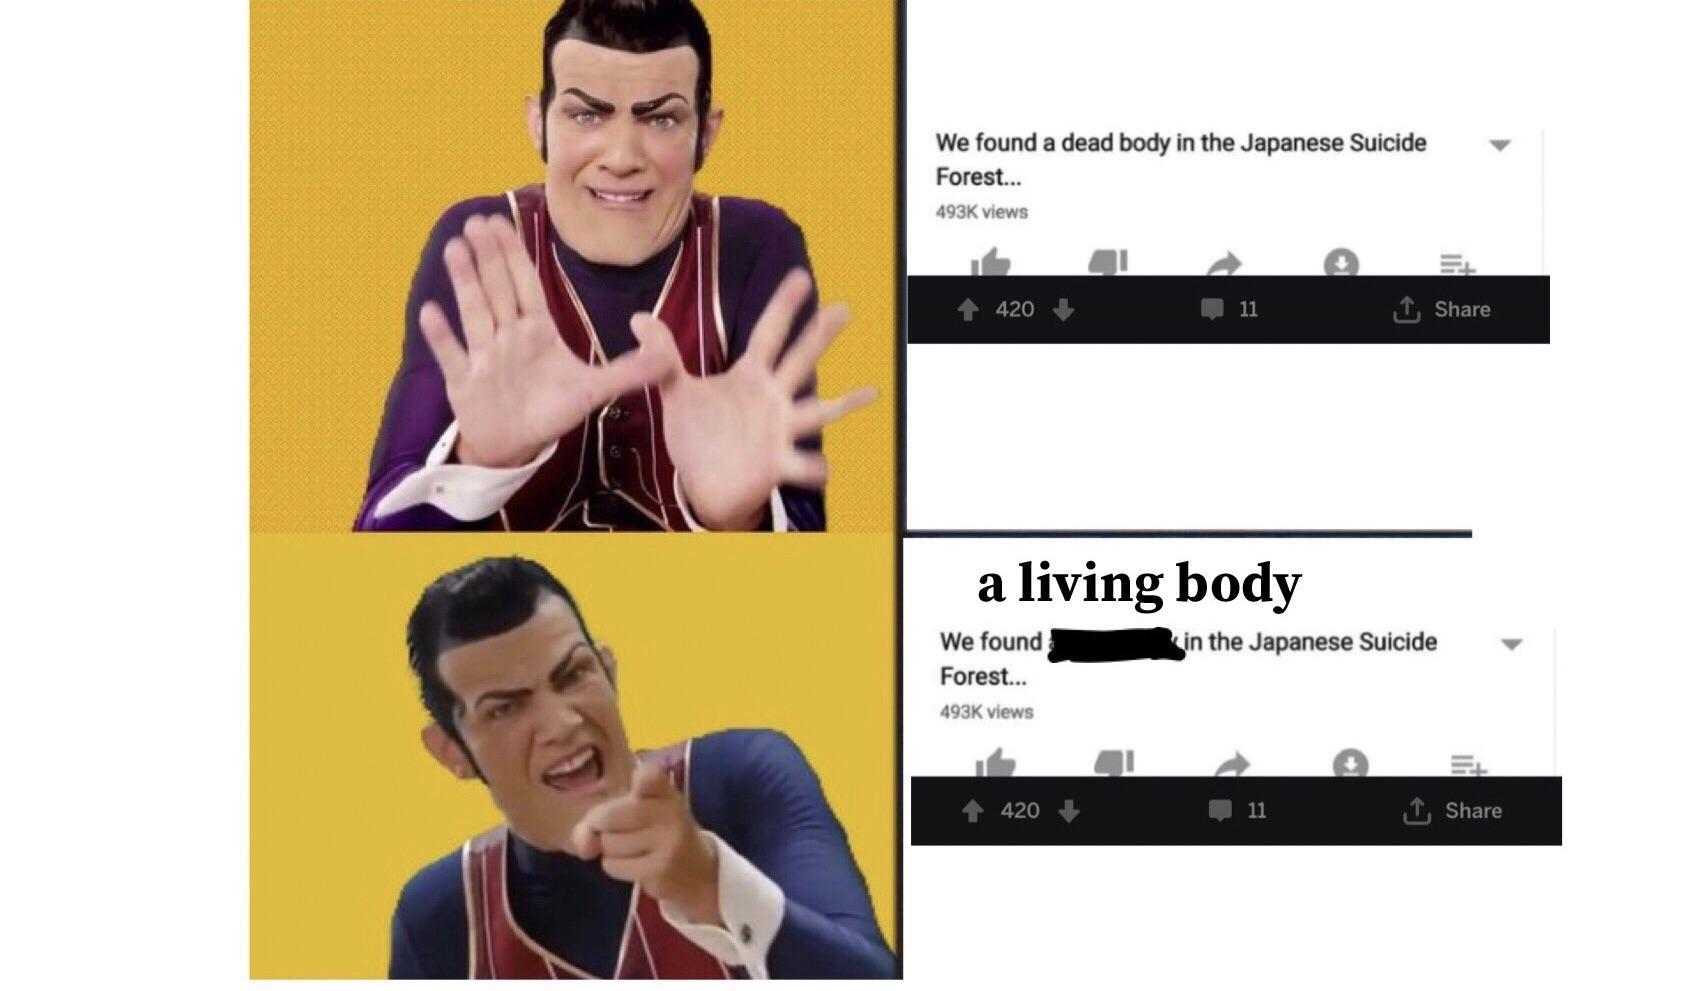 We found a dead body in the Japanese Suicide
Forest...
493K views
420
11
Share
a living body
We found in the Japanese Suicide
Forest...
493K views
420
11
Share